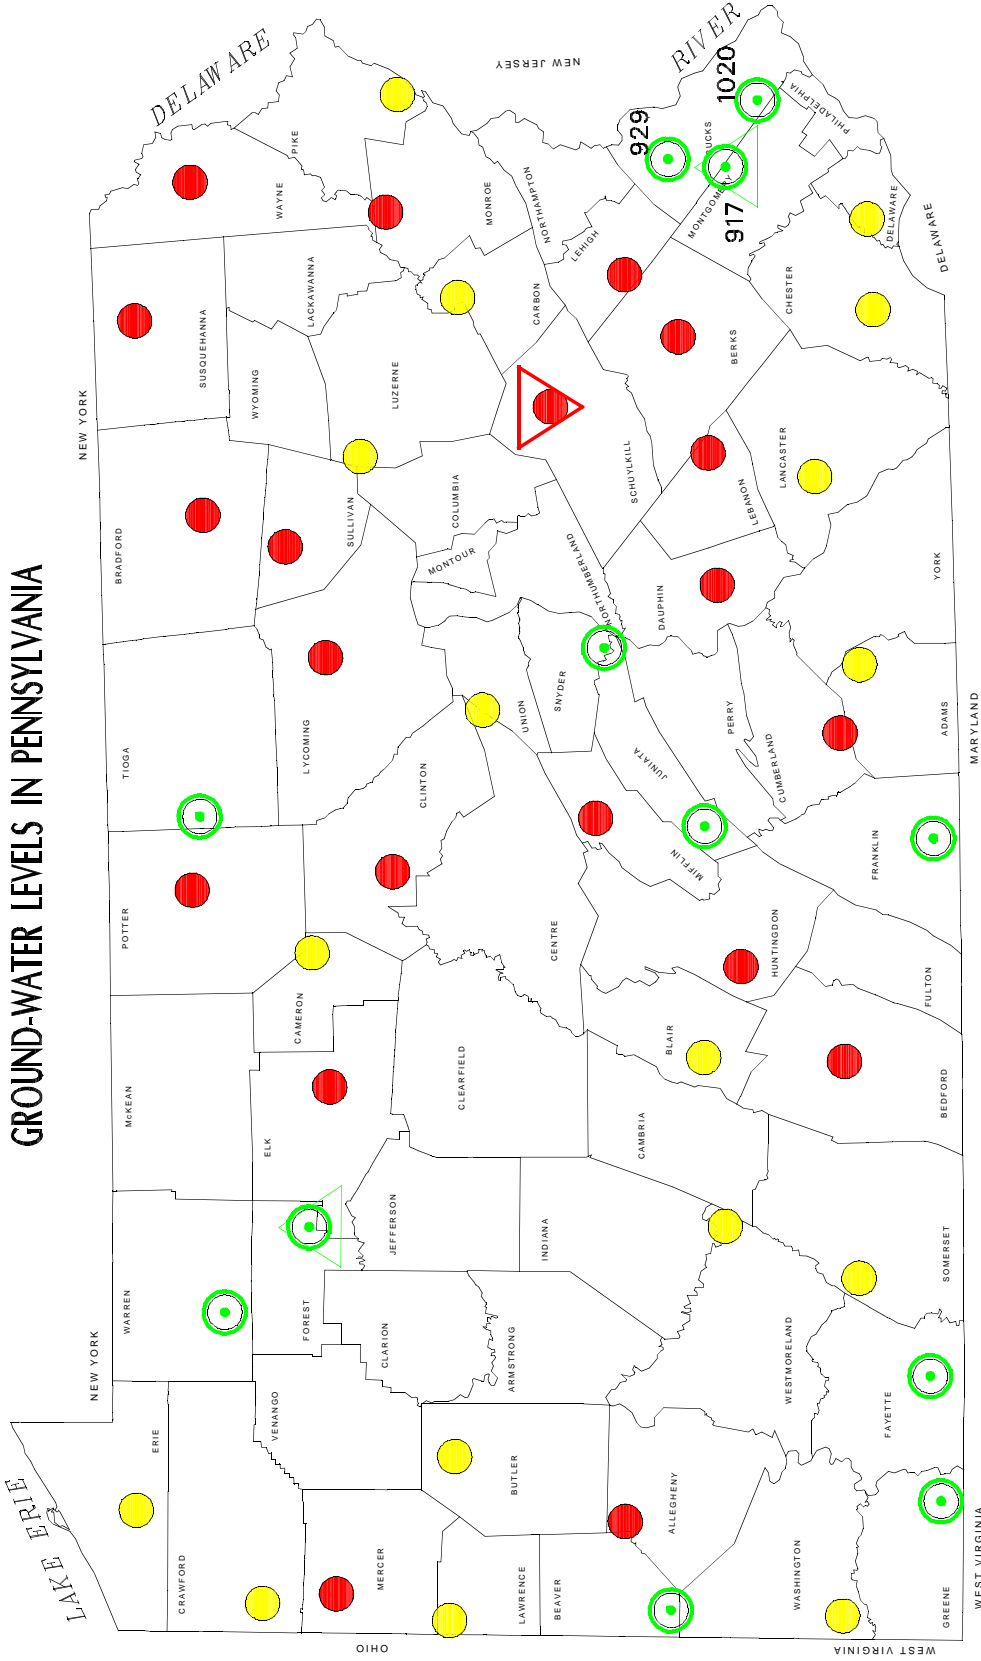 GROUND-WATER LEVELS IN PENNSYLVANIA
LAKE ERIE
NEW YORK
NEW YORK
DELAWARE
RIVER
NEW JERSEY
ERIE
WARREN
McKEAN
POTTER
TIOGA
BRADFORD
SUSQUEHANNA
WAYNE
PIKE
CRAWFORD
VENANGO
FOREST
ELK
CAMERON
LYCOMING
SULLIVAN
WYOMING
LACKAWANNA
MERCER
CLARION
JEFFERSON
CLEARFIELD
CLINTON
MONTOUR
COLUMBIA
LUZERNE
MONROE
LAWRENCE
BUTLER
ARMSTRONG
INDIANA
CENTRE
UNION
SNYDER
NORTHUMBERLAND
SCHUYLKILL
CARBON
NORTHAMPTON
LEHIGH
BEAVER
ALLEGHENY
CAMBRIA
BLAIR
MIFFLIN
JUNIATA
PERRY
DAUPHIN
LEBANON
BERKS
MONTGOMERY
UCKS
929
1020
917
PHILADELPHIA
WASHINGTON
WESTMORELAND
HUNTINGDON
CUMBERLAND
LANCASTER
CHESTER
DELAWARE
DELAWARE
GREENE
FAYETTE
SOMERSET
BEDFORD
FULTON
FRANKLIN
ADAMS
YORK
OHIO
WEST VIRGINIA
WEST VIRGINIA
MARYLAND